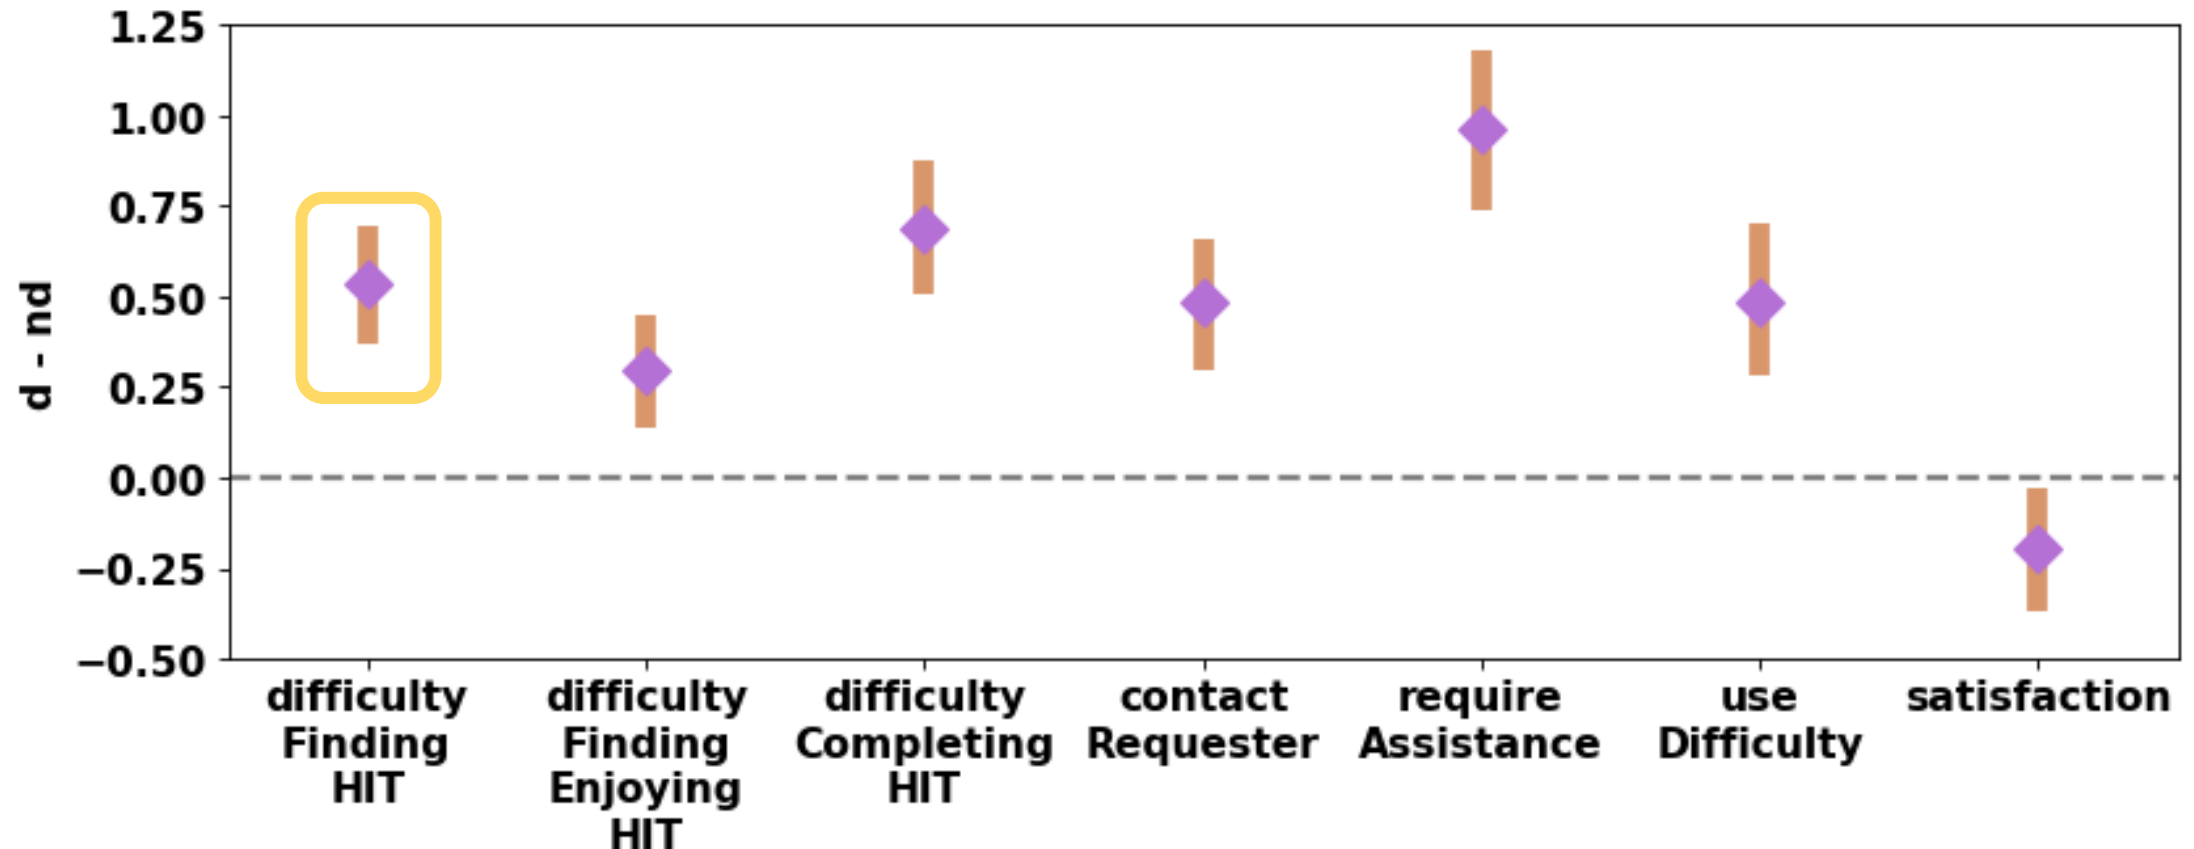 1.25
1.00
0.75
0.50
0.25
0.00
−0.25
−0.50
d - nd
difficulty
Finding
HIT
difficulty
Finding
Enjoying
HIT
difficulty
Completing
HIT
contact
Requester
require
Assistance
use
Difficulty
satisfaction